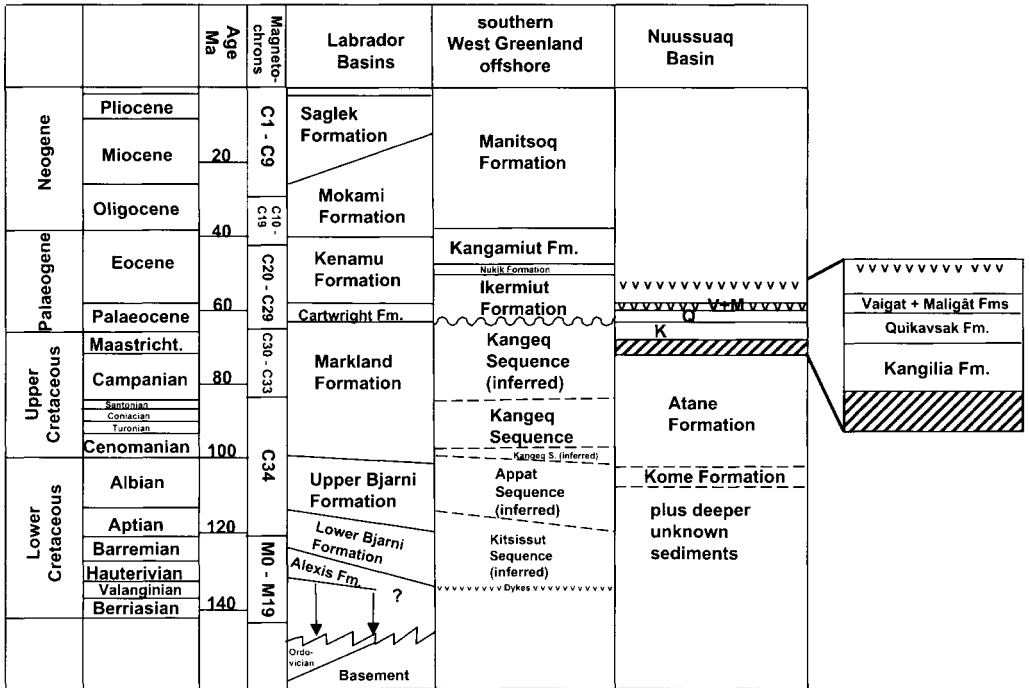 Age
Ma
Magneto-
chrons
Labrador
Basins
southern
West Greenland
offshore
Nuussuaq
Basin
Neogene
Pliocene
Miocene
Oligocene
Palaeogene
Eocene
Palaeocene
Upper
Cretaceous
Maastricht.
Campanian
Santonian
Coniacian
Turonian
Cenomanian
Lower
Cretaceous
Albian
Aptian
Barremian
Hauterivian
Valanginian
Berriasian
20
40
60
80
100
120
140
C1 - C9
C10 -
C19
C20 - C29
C30 - C33
C34
M0 - M19
Saglek
Formation
Mokami
Formation
Kenamu
Formation
Cartwright Fm.
Markland
Formation
Upper Bjarni
Formation
Lower Bjarni
Formation
Alexis Fm.
?
Ordo-
vician
Basement
Manitsoq
Formation
Kangamiut Fm.
Nukik Formation
Ikermiut
Formation
Kangeq
Sequence
(inferred)
Kangeq
Sequence
Kangeq S. (inferred)
Appat
Sequence
(inferred)
Kitsissut
Sequence
(inferred)
v v v v v v v v Dykes v v v v v v v v v v v
v v v v v v v v v v v v
v v v v v v V+M v v
Q
K
Atane
Formation
Kome Formation
plus deeper
unknown
sediments
v v v v v v v v v v v
Vaigat + Maligât Fms
Quikavsak Fm.
Kangilia Fm.